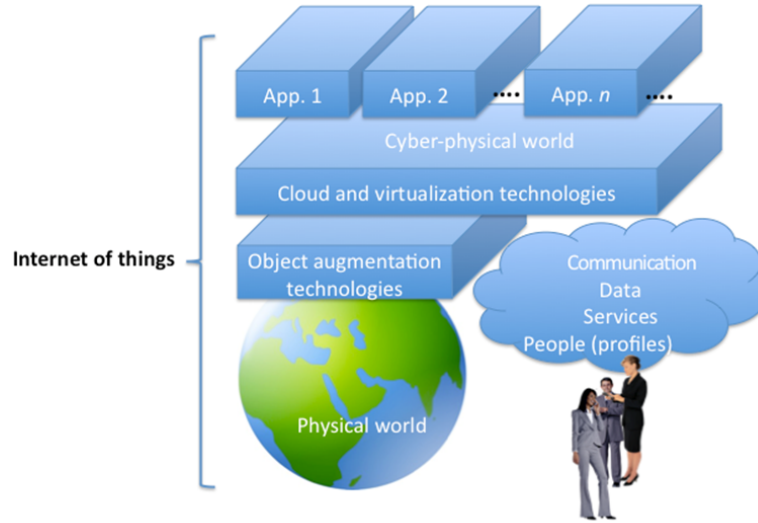 App. 1
App. 2
....
App. n
....
Cyber-physical world
Cloud and virtualization technologies
Internet of things
Object augmentation
technologies
Communication
Data
Services
People (profiles)
Physical world